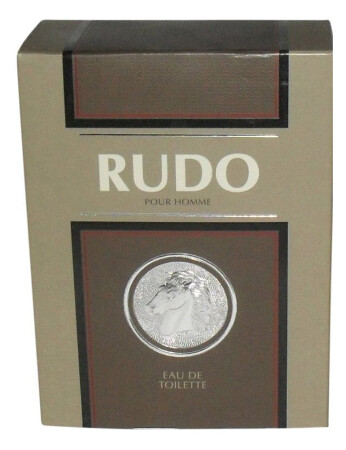 RUDO
POUR HOMME
EAU DE
TOILETTE